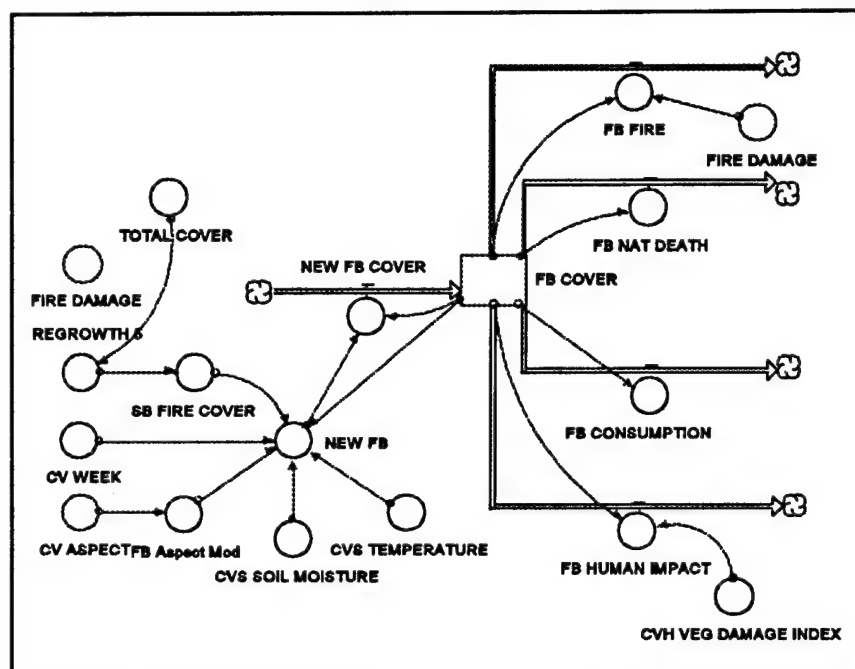 FB FIRE
FIRE DAMAGE
TOTAL COVER
FB NAT DEATH
NEW FB COVER
FB COVER
FIRE DAMAGE
REGROWTH 5
SB FIRE COVER
FB CONSUMPTION
NEW FB
CV WEEK
CV ASPECT
FB Aspect Mod
CVS TEMPERATURE
CVS SOIL MOISTURE
FB HUMAN IMPACT
CVH VEG DAMAGE INDEX